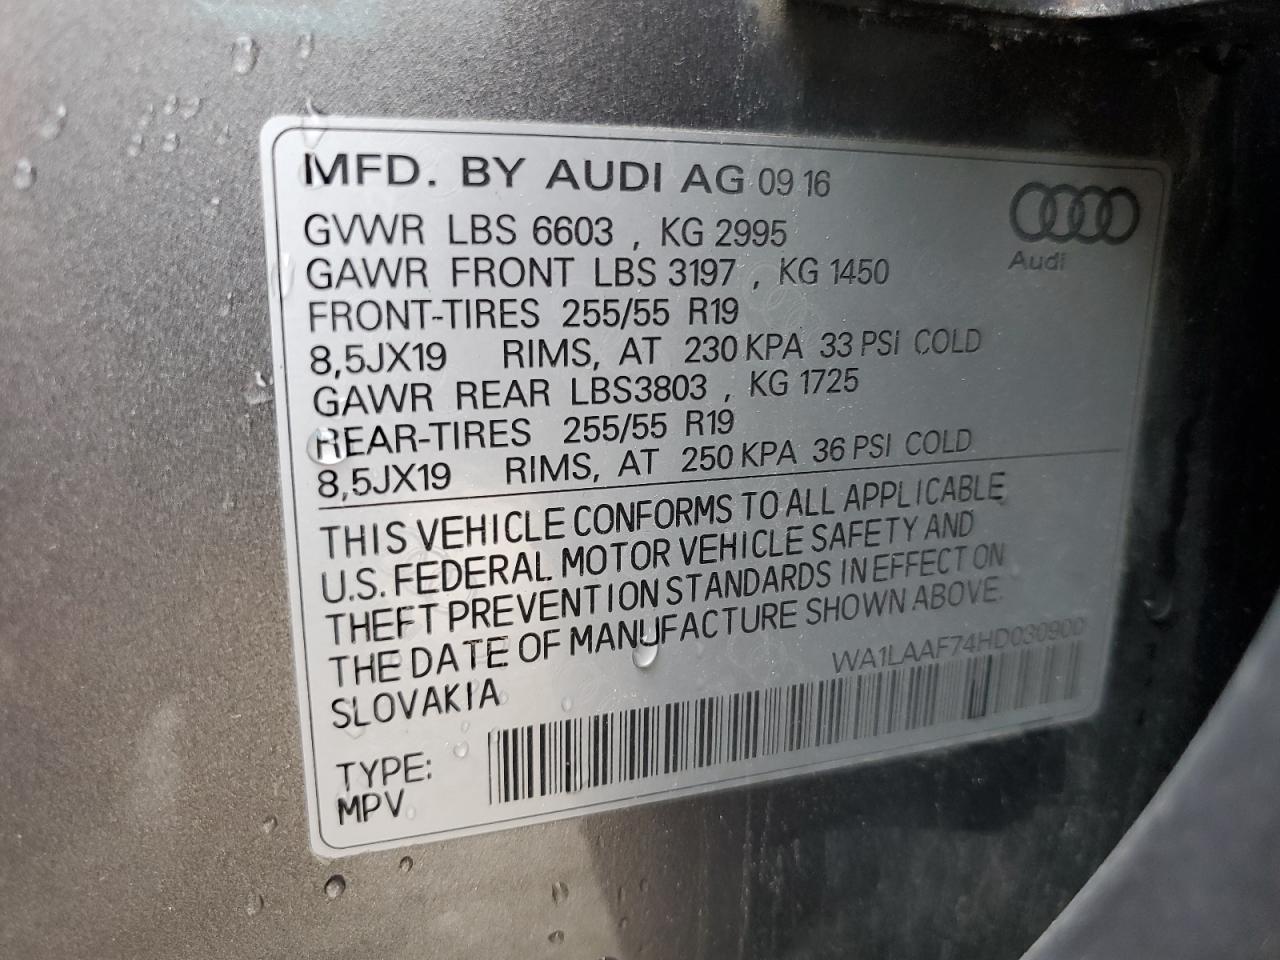 MFD. BY AUDI AG 09 16
GVWR LBS 6603 , KG 2995
GAWR FRONT LBS 3197 , KG 1450
FRONT-TIRES 255/55 R19
8,5JX19 RIMS, AT 230 KPA 33 PSI COLD
GAWR REAR LBS3803 , KG 1725
REAR-TIRES 255/55 R19
8,5JX19 RIMS, AT 250 KPA 36 PSI COLD
Audi
THIS VEHICLE CONFORMS TO ALL APPLICABLE
U.S. FEDERAL MOTOR VEHICLE SAFETY AND
THEFT PREVENTION STANDARDS IN EFFECT ON
THE DATE OF MANUFACTURE SHOWN ABOVE.
SLOVAKIA
WA1LAAF74HD030900
TYPE:
MPV